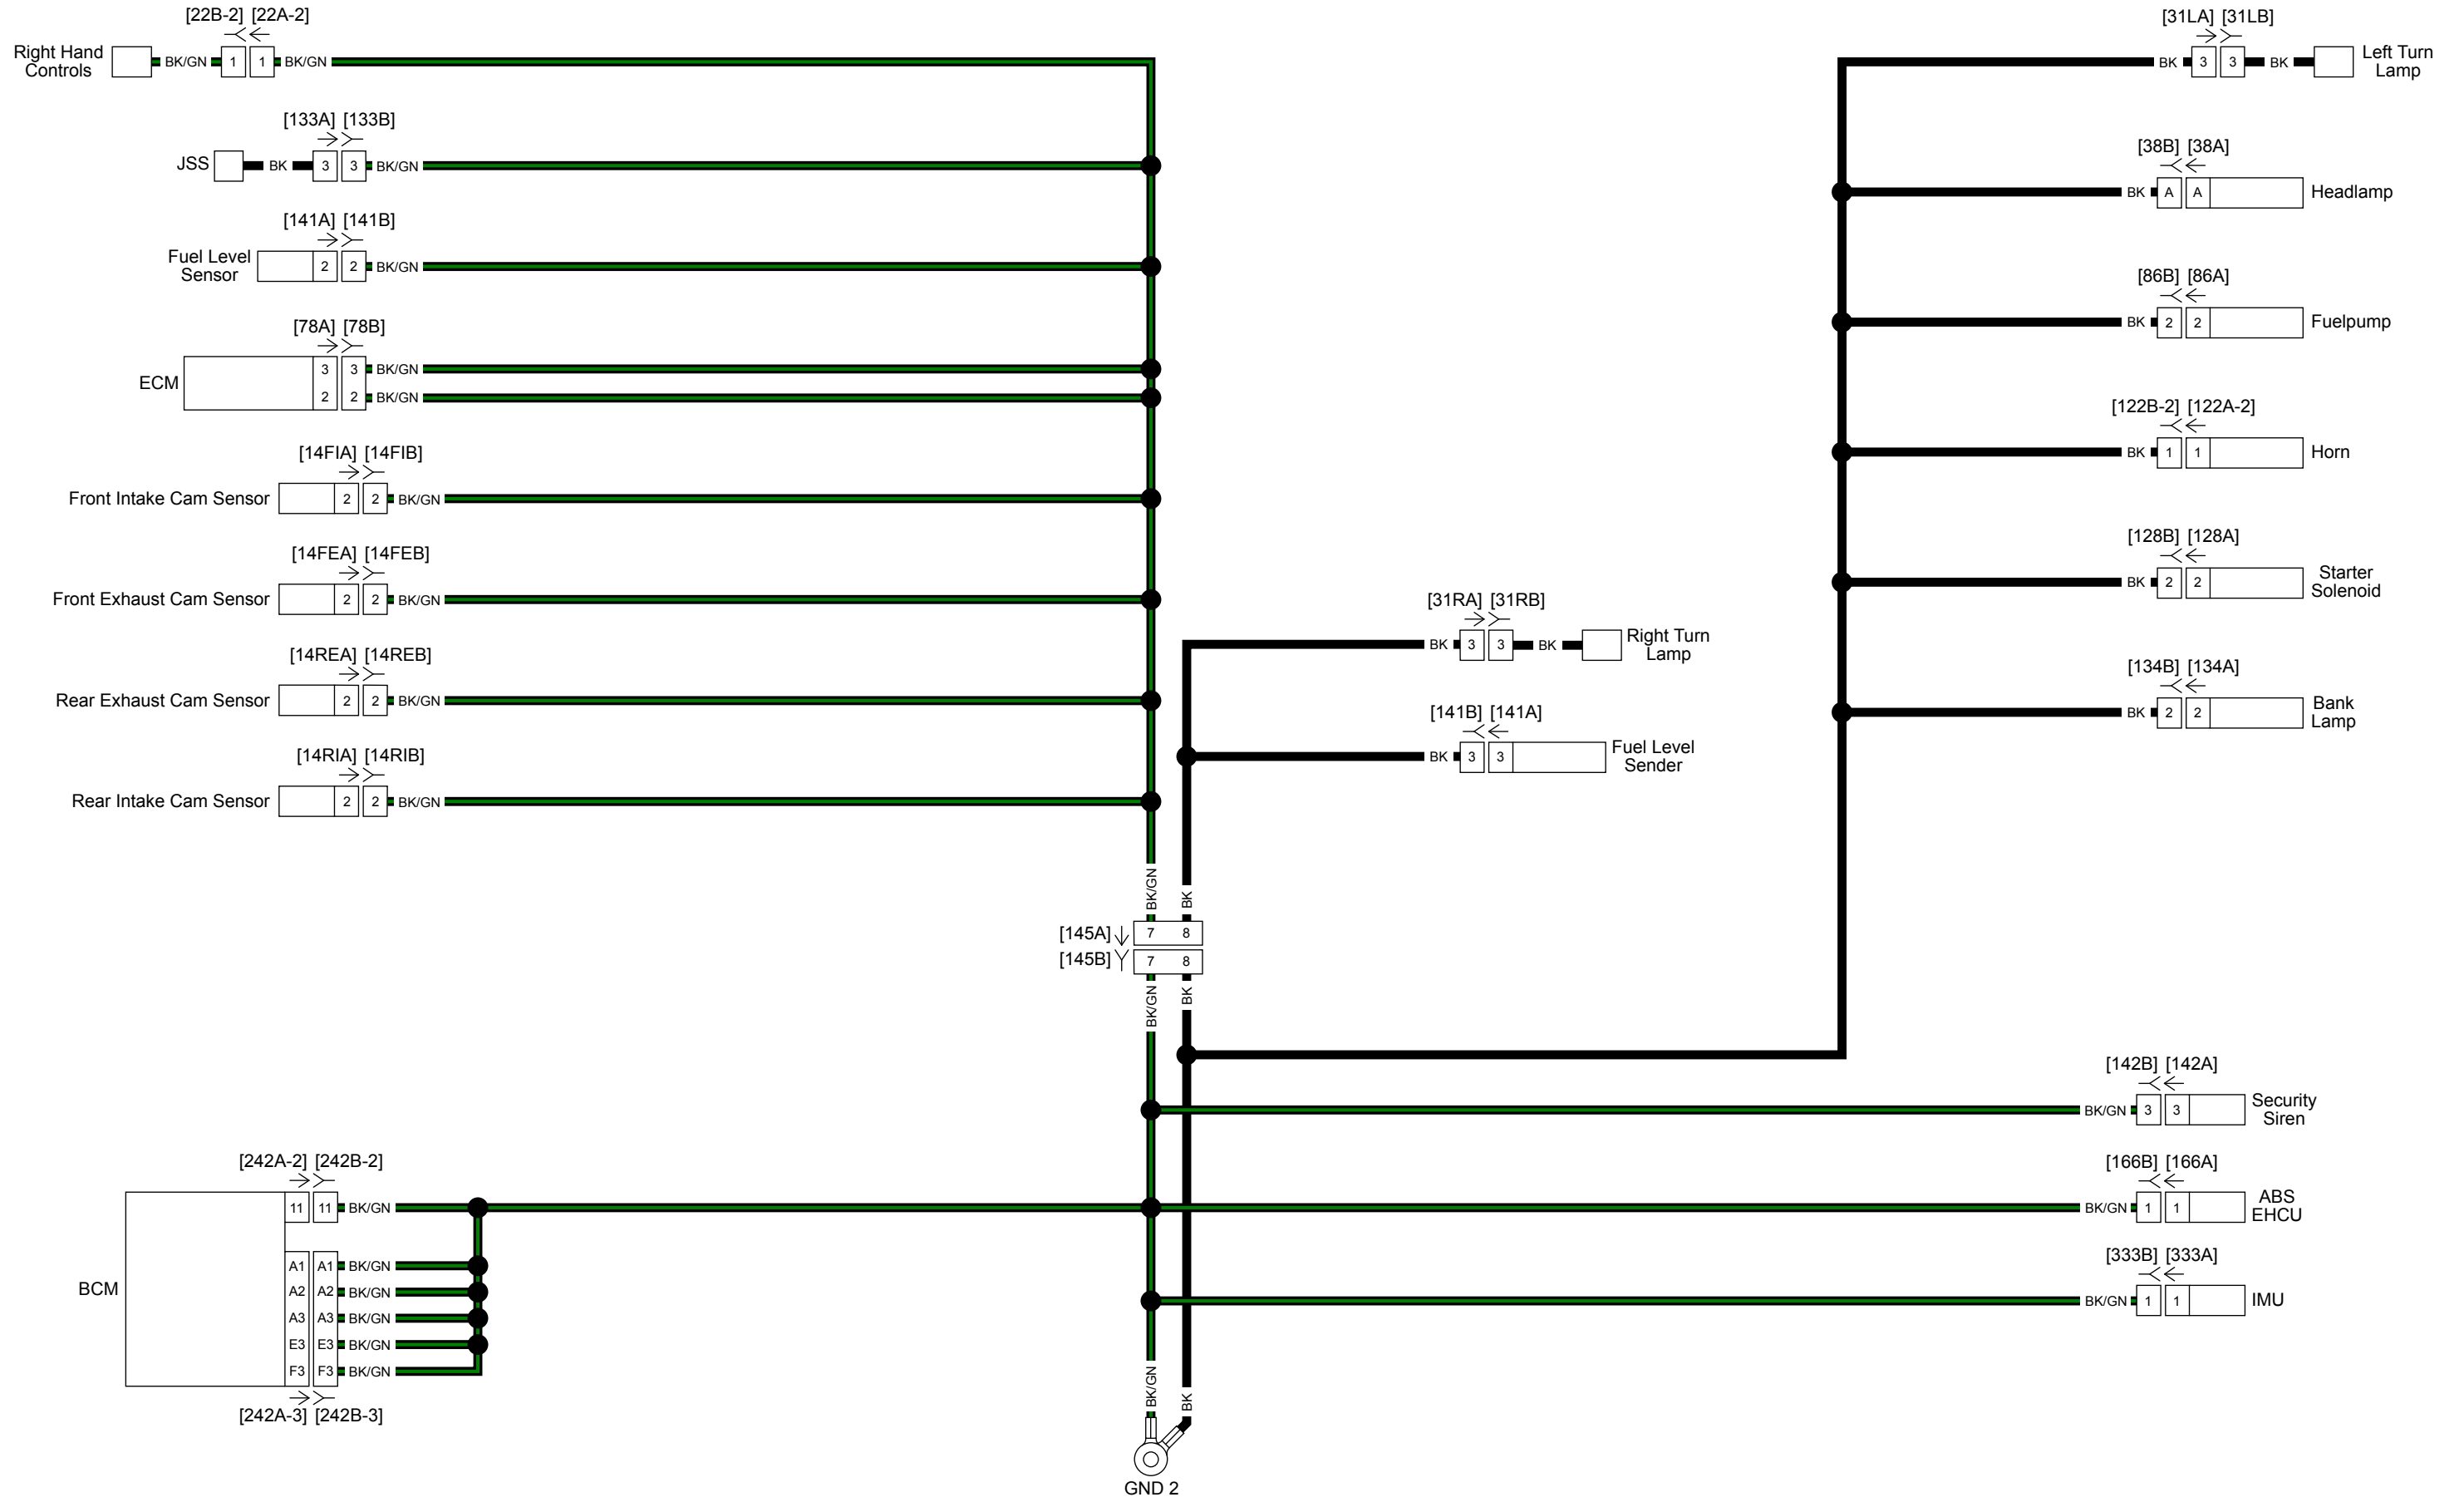 [22B-2] [22A-2]
Right Hand
Controls
BK/GN 1 1 BK/GN
[133A] [133B]
JSS BK 3 3 BK/GN
[141A] [141B]
Fuel Level
Sensor
2 2 BK/GN
[78A] [78B]
ECM
3 3 BK/GN
2 2 BK/GN
[14FIA] [14FIB]
Front Intake Cam Sensor 2 2 BK/GN
[14FEA] [14FEB]
Front Exhaust Cam Sensor 2 2 BK/GN
[14REA] [14REB]
Rear Exhaust Cam Sensor 2 2 BK/GN
[14RIA] [14RIB]
Rear Intake Cam Sensor 2 2 BK/GN
[31LA] [31LB]
BK 3 3 BK
Left Turn
Lamp
[38B] [38A]
BK A A Headlamp
[86B] [86A]
BK 2 2 Fuelpump
[122B-2] [122A-2]
BK 1 1 Horn
[128B] [128A]
BK 2 2
Starter
Solenoid
[134B] [134A]
BK 2 2
Bank
Lamp
[31RA] [31RB]
BK 3 3 BK
Right Turn
Lamp
[141B] [141A]
BK 3 3
Fuel Level
Sender
BK/GN BK
[145A] 7 8
[145B] 7 8
BK/GN BK
[142B] [142A]
BK/GN 3 3
Security
Siren
[166B] [166A]
BK/GN 1 1
ABS
EHCU
[333B] [333A]
BK/GN 1 1 IMU
[242A-2] [242B-2]
11 11 BK/GN
BCM
A1 A1 BK/GN
A2 A2 BK/GN
A3 A3 BK/GN
E3 E3 BK/GN
F3 F3 BK/GN
[242A-3] [242B-3]
BK/GN BK
GND 2